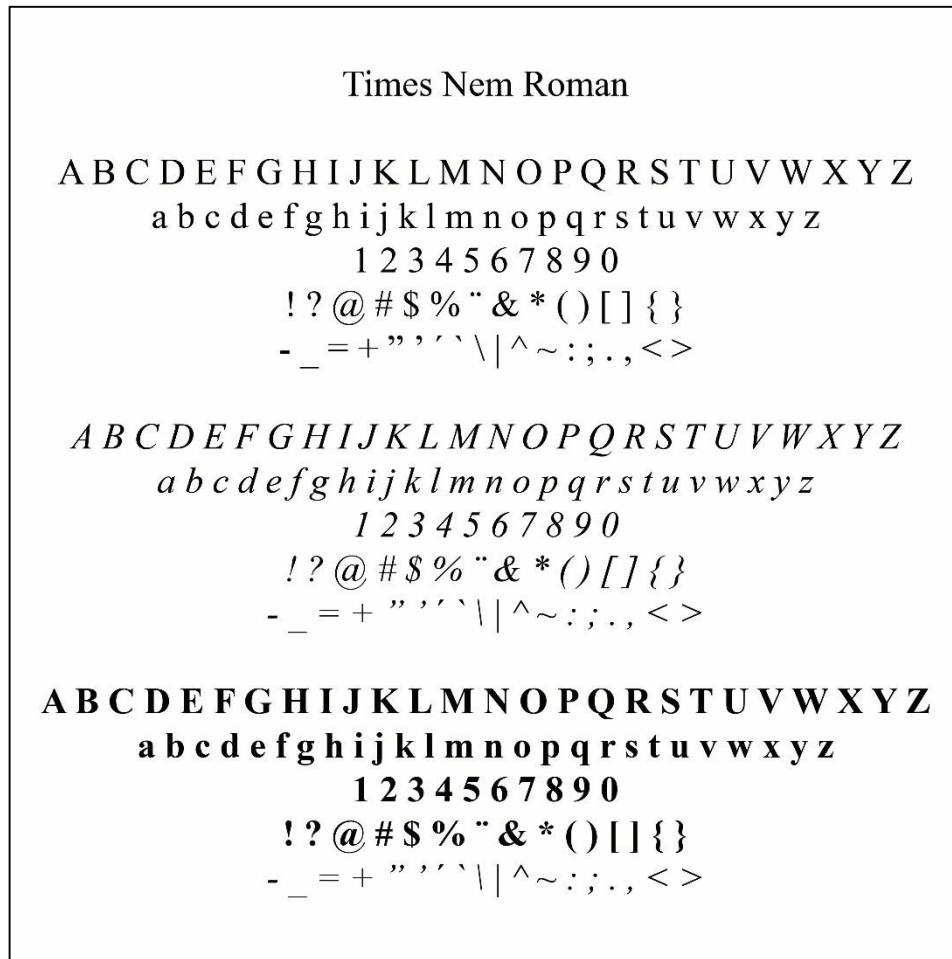 Times Nem Roman
A B C D E F G H I J K L M N O P Q R S T U V W X Y Z
a b c d e f g h i j k l m n o p q r s t u v w x y z
1 2 3 4 5 6 7 8 9 0
! ? @ # $ % ¨ & * ( ) [ ] { }
- _ = + ” ’ ´ ` \ | ^ ~ : ; . , < >
A B C D E F G H I J K L M N O P Q R S T U V W X Y Z
a b c d e f g h i j k l m n o p q r s t u v w x y z
1 2 3 4 5 6 7 8 9 0
! ? @ # $ % ¨ & * ( ) [ ] { }
- _ = + ” ’ ´ ` \ | ^ ~ : ; . , < >
A B C D E F G H I J K L M N O P Q R S T U V W X Y Z
a b c d e f g h i j k l m n o p q r s t u v w x y z
1 2 3 4 5 6 7 8 9 0
! ? @ # $ % ¨ & * ( ) [ ] { }
- _ = + ” ’ ´ ` \ | ^ ~ : ; . , < >